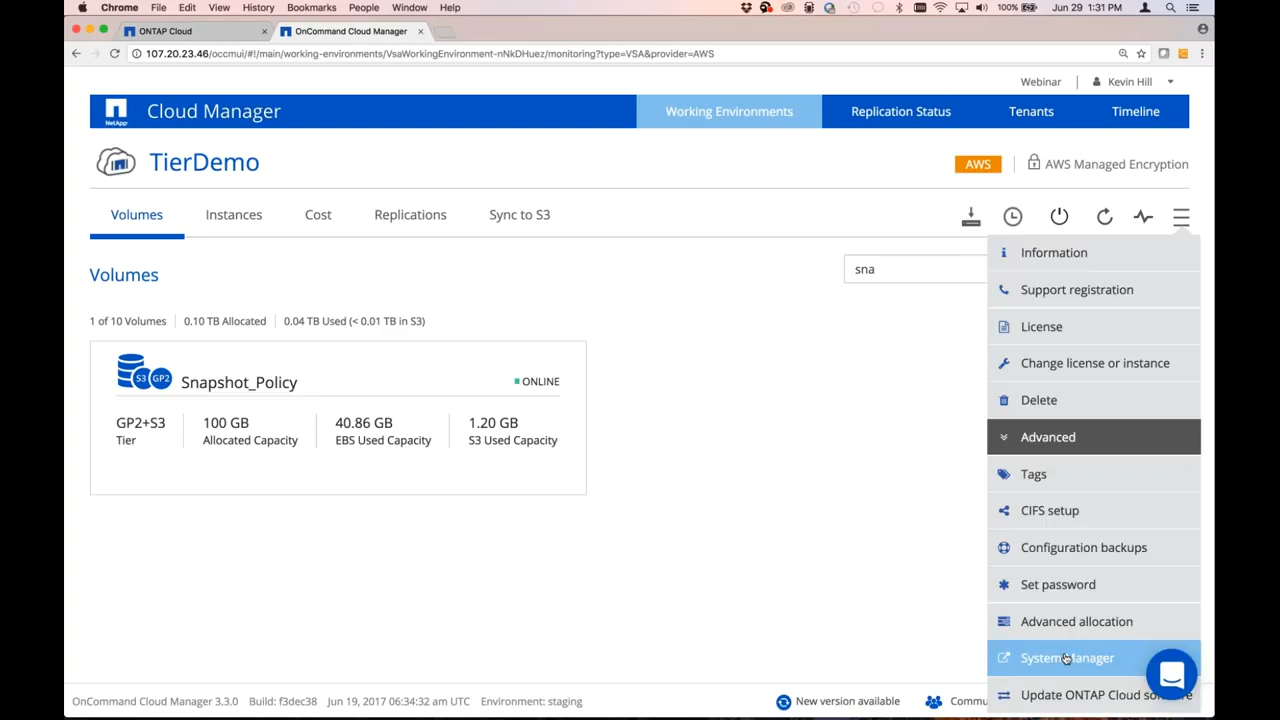 Chrome File Edit View History Bookmarks People Window Help 100% Jun 29 1:31 PM
ONTAP Cloud × OnCommand Cloud Manager ×
107.20.23.46/occmui/#!/main/working-environments/VsaWorkingEnvironment-nNkDHuez/monitoring?type=VSA&provider=AWS
Webinar Kevin Hill
NetApp Cloud Manager Working Environments Replication Status Tenants Timeline
TierDemo AWS AWS Managed Encryption
Volumes Instances Cost Replications Sync to S3
Volumes sna
1 of 10 Volumes 0.10 TB Allocated 0.04 TB Used (< 0.01 TB in S3)
S3 GP2 Snapshot_Policy ONLINE
GP2+S3 100 GB 40.86 GB 1.20 GB
Tier Allocated Capacity EBS Used Capacity S3 Used Capacity
Information
Support registration
License
Change license or instance
Delete
Advanced
Tags
CIFS setup
Configuration backups
Set password
Advanced allocation
System Manager
Update ONTAP Cloud
OnCommand Cloud Manager 3.3.0 Build: f3dec38 Jun 19, 2017 06:34:32 am UTC Environment: staging New version available